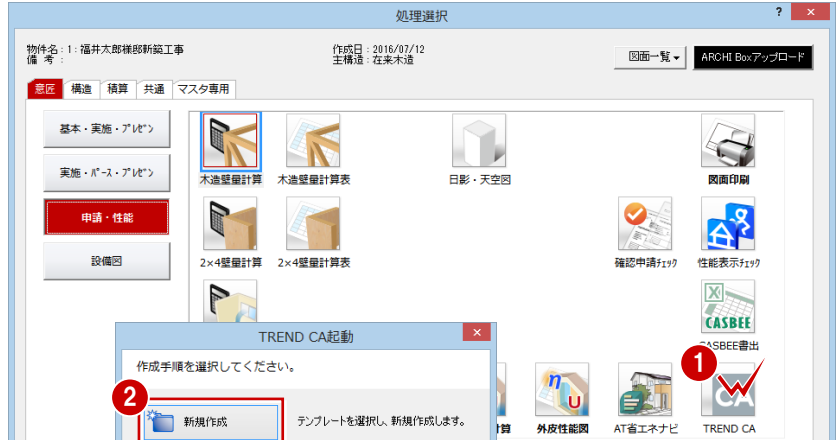 処理選択
? ×
物件名:1:福井太郎様邸新築工事
備 考 :
作成日:2016/07/12
主構造:在来木造
図面一覧▼
ARCHI Boxアップロード
意匠 構造 積算 共通 マスタ専用
基本・実施・ﾌﾟﾚｾﾞﾝ
実施・ﾊﾟｰｽ・ﾌﾟﾚｾﾞﾝ
申請・性能
設備図
木造壁量計算 木造壁量計算表 日影・天空図 図面印刷
2×4壁量計算 2×4壁量計算表 確認申請ﾁｪｯｸ 性能表示ﾁｪｯｸ
CASBEE
CASBEE書出
TREND CA起動 ×
作成手順を選択してください。
1
2
新規作成 テンプレートを選択し、新規作成します。
算 外皮性能図 AT省エネナビ TREND CA
CA